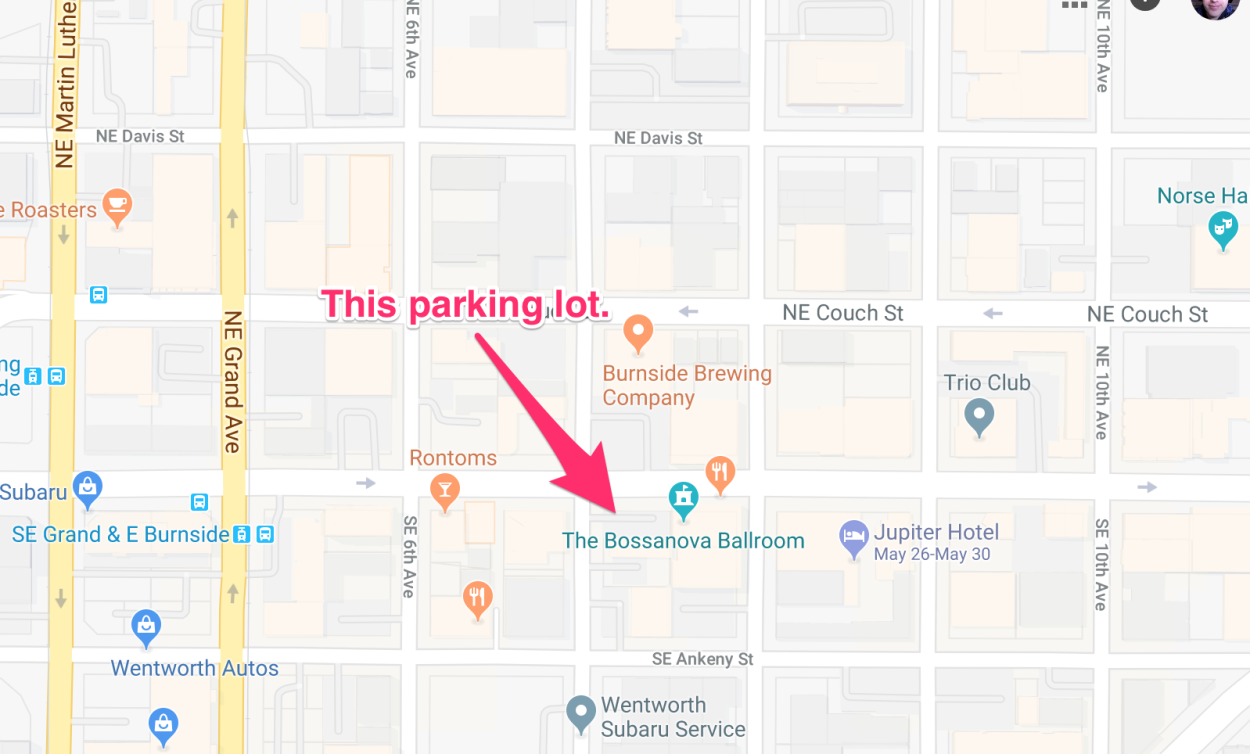 NE Martin Luthe
NE 6th Ave
NE 10th Ave
NE Davis St
NE Davis St
e Roasters
Norse Ha
This parking lot.
NE Couch St
NE Couch St
NE Grand Ave
ng
de
Burnside Brewing
Company
Trio Club
NE 10th Ave
Rontoms
Subaru
SE Grand & E Burnside
SE 6th Ave
The Bossanova Ballroom
Jupiter Hotel
May 26-May 30
SE 10th Ave
Wentworth Autos
SE Ankeny St
Wentworth
Subaru Service